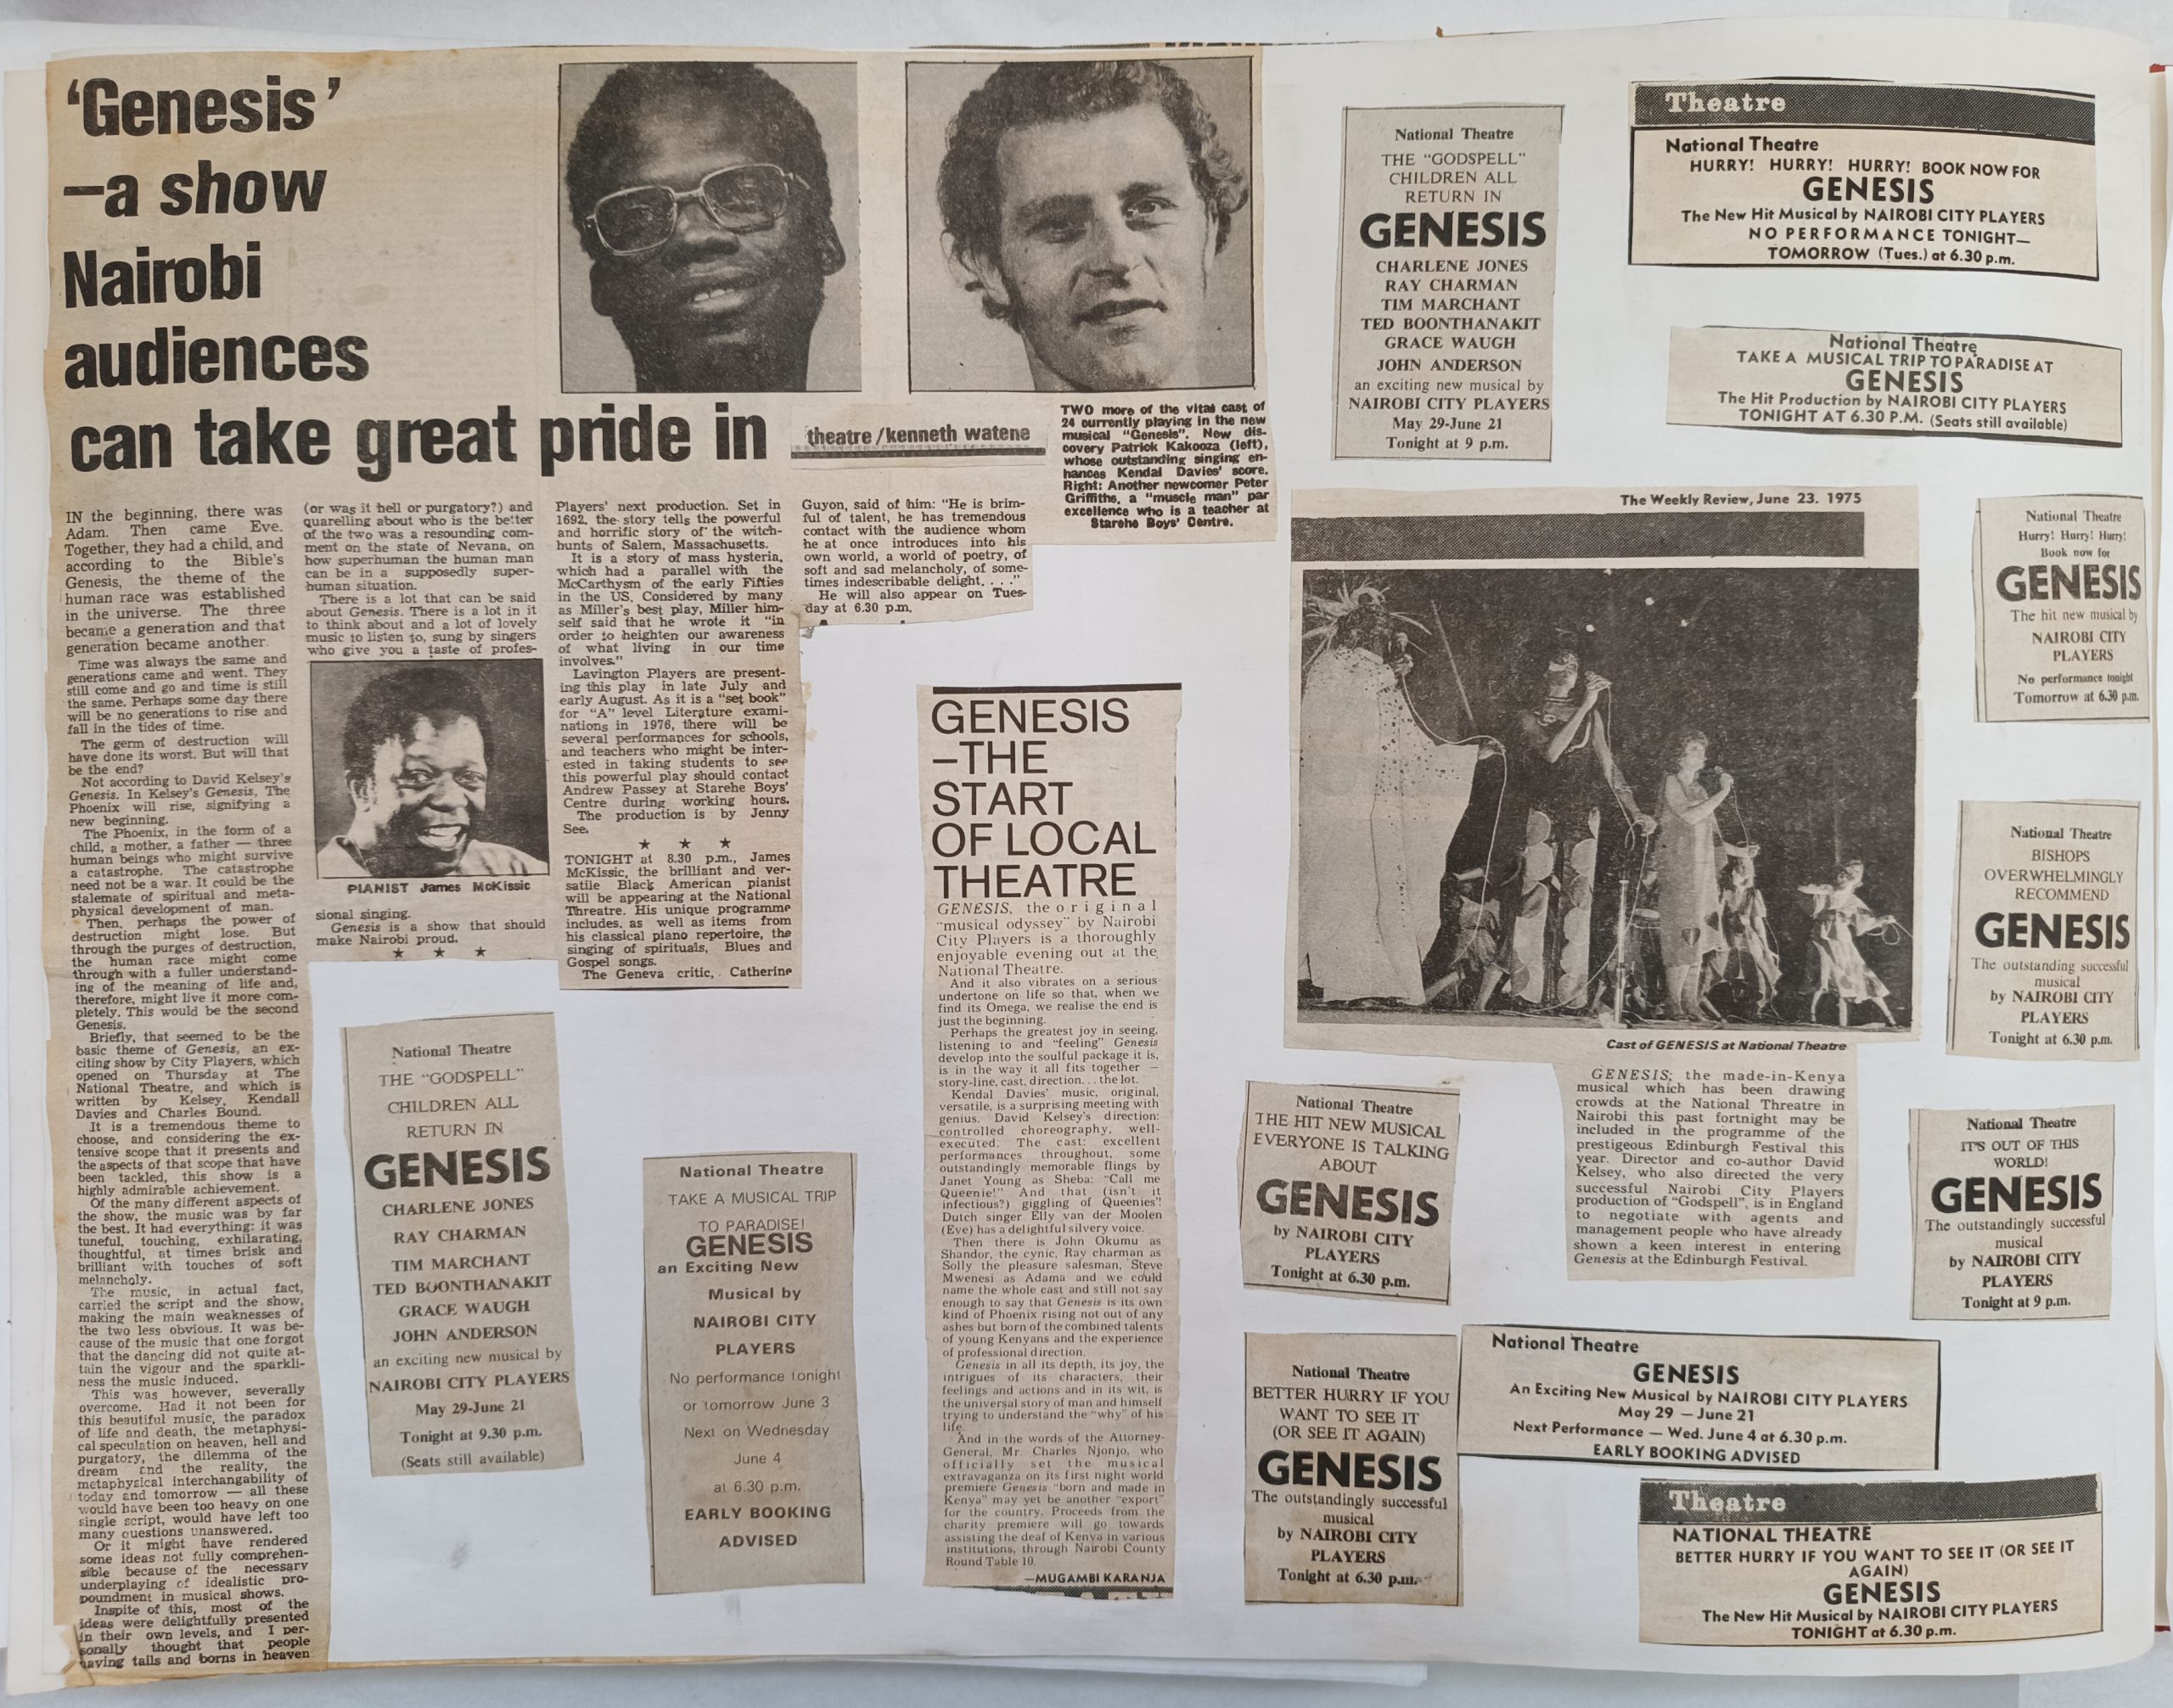 ‘Genesis’
—a show
Nairobi
audiences
can take great pride in
theatre/kenneth watene
TWO more of the vital cast of
24 currently playing in the new
musical “Genesis”. New dis-
covery Patrick Kakooza (left),
whose outstanding singing en-
hances Kendal Davies’ score.
Right: Another newcomer Peter
Griffiths, a “muscle man” par
excellence who is a teacher at
Starehe Boys’ Centre.
IN the beginning, there was
Adam. Then came Eve.
Together, they had a child, and
according to the Bible’s
Genesis, the theme of the
human race was established
in the universe. The three
became a generation and that
generation became another.
Time was always the same and
generations came and went. They
still come and go and time is still
the same. Perhaps some day there
will be no generations to rise and
fall in the tides of time.
The germ of destruction will
have done its worst. But will that
be the end?
Not according to David Kelsey’s
Genesis. In Kelsey’s Genesis, The
Phoenix will rise, signifying a
new beginning.
The Phoenix, in the form of a
child, a mother, a father — three
human beings who might survive
a catastrophe. The catastrophe
need not be a war. It could be the
stalemate of spiritual and meta-
physical development of man.
Then, perhaps the power of
destruction might lose. But
through the purges of destruction,
the human race might come
through with a fuller understand-
ing of the meaning of life and,
therefore, might live it more com-
pletely. This would be the second
Genesis.
Briefly, that seemed to be the
basic theme of Genesis, an ex-
citing show by City Players, which
opened on Thursday at The
National Theatre, and which is
written by Kelsey, Kendall
Davies and Charles Bound.
It is a tremendous theme to
choose, and considering the ex-
tensive scope that it presents and
the aspects of that scope that have
been tackled, this show is a
highly admirable achievement.
Of the many different aspects of
the show, the music was by far
the best. It had everything: it was
tuneful, touching, exhilarating,
thoughtful, at times brisk and
brilliant with touches of soft
melancholy.
The music, in actual fact,
carried the script and the show,
making the main weaknesses of
the two less obvious. It was be-
cause of the music that one forgot
that the dancing did not quite at-
tain the vigour and the sparkli-
ness the music induced.
This was however, severally
overcome. Had it not been for
this beautiful music, the paradox
of life and death, the metaphysi-
cal speculation on heaven, hell and
purgatory, the dilemma of the
dream and the reality, the
metaphysical interchangability of
today and tomorrow — all these
would have been too heavy on one
single script, would have left too
many questions unanswered.
Or it might have rendered
some ideas not fully comprehen-
sible because of the necessary
underplaying of idealistic pro-
poundment in musical shows.
Inspite of this, most of the
ideas were delightfully presented
in their own levels, and I per-
sonally thought that people
having tails and borns in heaven
(or was it hell or purgatory?) and
quarelling about who is the better
of the two was a resounding com-
ment on the state of Nevana, on
how superhuman the human man
can be in a supposedly super-
human situation.
There is a lot that can be said
about Genesis. There is a lot in it
to think about and a lot of lovely
music to listen to, sung by singers
who give you a taste of profes-
PIANIST James McKissic
sional singing.
Genesis is a show that should
make Nairobi proud.
★ ★ ★
Players’ next production. Set in
1692, the story tells the powerful
and horrific story of the witch-
hunts of Salem, Massachusetts.
It is a story of mass hysteria,
which had a parallel with the
McCarthysm of the early Fifties
in the US. Considered by many
as Miller’s best play, Miller him-
self said that he wrote it “in
order to heighten our awareness
of what living in our time
involves.”
Lavington Players are present-
ing this play in late July and
early August. As it is a “set book”
for “A” level Literature exami-
nations in 1976, there will be
several performances for schools,
and teachers who might be inter-
ested in taking students to see
this powerful play should contact
Andrew Passey at Starehe Boys’
Centre during working hours.
The production is by Jenny
See.
★ ★ ★
TONIGHT at 8.30 p.m., James
McKissic, the brilliant and ver-
satile Black American pianist
will be appearing at the National
Threatre. His unique programme
includes, as well as items from
his classical piano repertoire, the
singing of spirituals, Blues and
Gospel songs.
The Geneva critic, Catherine
Guyon, said of him: “He is brim-
ful of talent, he has tremendous
contact with the audience whom
he at once introduces into his
own world, a world of poetry, of
soft and sad melancholy, of some-
times indescribable delight. . . .”
He will also appear on Tues-
day at 6.30 p.m.
National Theatre
THE “GODSPELL”
CHILDREN ALL
RETURN IN
GENESIS
CHARLENE JONES
RAY CHARMAN
TIM MARCHANT
TED BOONTHANAKIT
GRACE WAUGH
JOHN ANDERSON
an exciting new musical by
NAIROBI CITY PLAYERS
May 29-June 21
Tonight at 9.30 p.m.
(Seats still available)
National Theatre
TAKE A MUSICAL TRIP
TO PARADISE!
GENESIS
an Exciting New
Musical by
NAIROBI CITY
PLAYERS
No performance tonight
or tomorrow June 3
Next on Wednesday
June 4
at 6.30 p.m.
EARLY BOOKING
ADVISED
GENESIS
—THE
START
OF LOCAL
THEATRE
GENESIS, the original
“musical odyssey” by Nairobi
City Players is a thoroughly
enjoyable evening out at the
National Theatre.
And it also vibrates on a serious
undertone on life so that, when we
find its Omega, we realise the end is
just the beginning.
Perhaps the greatest joy in seeing,
listening to and “feeling” Genesis
develop into the soulful package it is,
is in the way it all fits together –
story-line, cast, direction. . . the lot.
Kendal Davies’ music, original,
versatile, is a surprising meeting with
genius. David Kelsey’s direction:
controlled choreography, well-
executed. The cast: excellent
performances throughout, some
outstandingly memorable flings by
Janet Young as Sheba: “Call me
Queenie!” And that (isn’t it
infectious?) giggling of Queenies’!
Dutch singer Elly van der Moolen
(Eve) has a delightful silvery voice.
Then there is John Okumu as
Shandor, the cynic, Ray charman as
Solly the pleasure salesman, Steve
Mwenesi as Adama and we could
name the whole cast and still not say
enough to say that Genesis is its own
kind of Phoenix rising not out of any
ashes but born of the combined talents
of young Kenyans and the experience
of professional direction.
Genesis in all its depth, its joy, the
intrigues of its characters, their
feelings and actions and in its wit, is
the universal story of man and himself
trying to understand the “why” of his
life.
And in the words of the Attorney-
General, Mr. Charles Njonjo, who
officially set the musical
extravaganza on its first night world
premiere Genesis “born and made in
Kenya” may yet be another “export”
for the country. Proceeds from the
charity premiere will go towards
assisting the deaf of Kenya in various
institutions, through Nairobi County
Round Table 10.
—MUGAMBI KARANJA
National Theatre
THE “GODSPELL”
CHILDREN ALL
RETURN IN
GENESIS
CHARLENE JONES
RAY CHARMAN
TIM MARCHANT
TED BOONTHANAKIT
GRACE WAUGH
JOHN ANDERSON
an exciting new musical by
NAIROBI CITY PLAYERS
May 29-June 21
Tonight at 9 p.m.
Theatre
National Theatre
HURRY! HURRY! HURRY! BOOK NOW FOR
GENESIS
The New Hit Musical by NAIROBI CITY PLAYERS
NO PERFORMANCE TONIGHT—
TOMORROW (Tues.) at 6.30 p.m.
National Theatre
TAKE A MUSICAL TRIP TO PARADISE AT
GENESIS
The Hit Production by NAIROBI CITY PLAYERS
TONIGHT AT 6.30 P.M. (Seats still available)
The Weekly Review, June 23, 1975
Cast of GENESIS at National Theatre
GENESIS; the made-in-Kenya
musical which has been drawing
crowds at the National Threatre in
Nairobi this past fortnight may be
included in the programme of the
prestigeous Edinburgh Festival this
year. Director and co-author David
Kelsey, who also directed the very
successful Nairobi City Players
production of “Godspell”, is in England
to negotiate with agents and
management people who have already
shown a keen interest in entering
Genesis at the Edinburgh Festival.
National Theatre
Hurry! Hurry! Hurry!
Book now for
GENESIS
The hit new musical by
NAIROBI CITY
PLAYERS
No performance tonight
Tomorrow at 6.30 p.m.
National Theatre
BISHOPS
OVERWHELMINGLY
RECOMMEND
GENESIS
The outstanding successful
musical
by NAIROBI CITY
PLAYERS
Tonight at 6.30 p.m.
National Theatre
THE HIT NEW MUSICAL
EVERYONE IS TALKING
ABOUT
GENESIS
by NAIROBI CITY
PLAYERS
Tonight at 6.30 p.m.
National Theatre
IT’S OUT OF THIS
WORLD!
GENESIS
The outstandingly successful
musical
by NAIROBI CITY
PLAYERS
Tonight at 9 p.m.
National Theatre
BETTER HURRY IF YOU
WANT TO SEE IT
(OR SEE IT AGAIN)
GENESIS
The outstandingly successful
musical
by NAIROBI CITY
PLAYERS
Tonight at 6.30 p.m.
National Theatre
GENESIS
An Exciting New Musical by NAIROBI CITY PLAYERS
May 29 — June 21
Next Performance — Wed. June 4 at 6.30 p.m.
EARLY BOOKING ADVISED
Theatre
NATIONAL THEATRE
BETTER HURRY IF YOU WANT TO SEE IT (OR SEE IT
AGAIN)
GENESIS
The New Hit Musical by NAIROBI CITY PLAYERS
TONIGHT at 6.30 p.m.